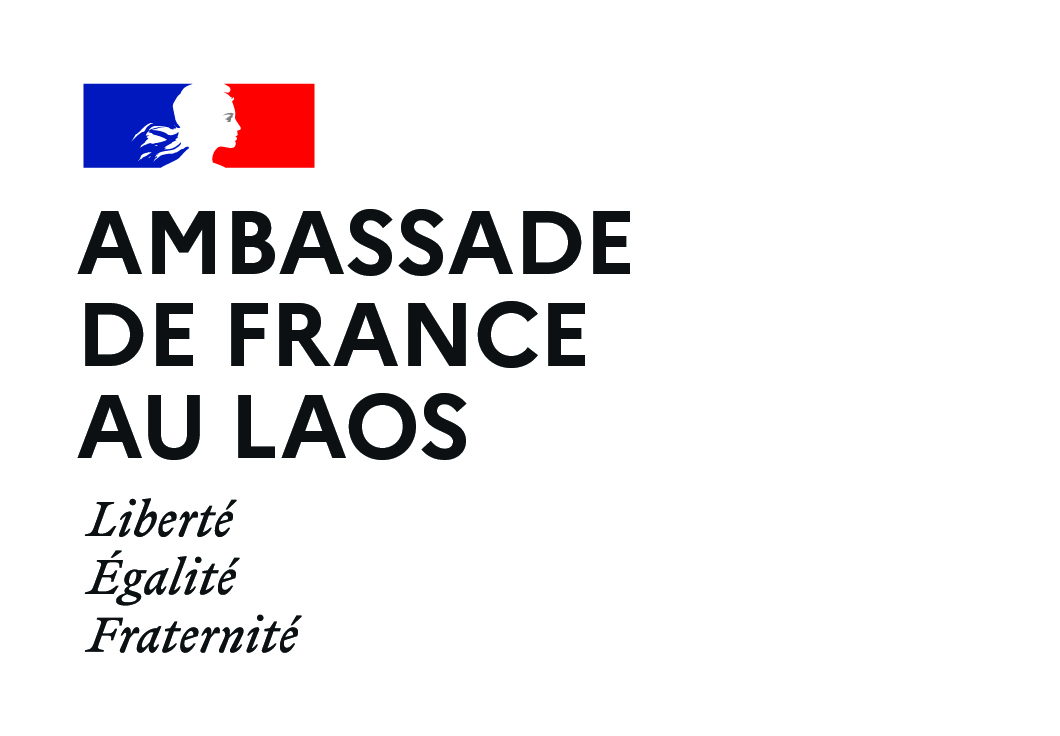 AMBASSADE
DE FRANCE
AU LAOS
Liberté
Égalité
Fraternité